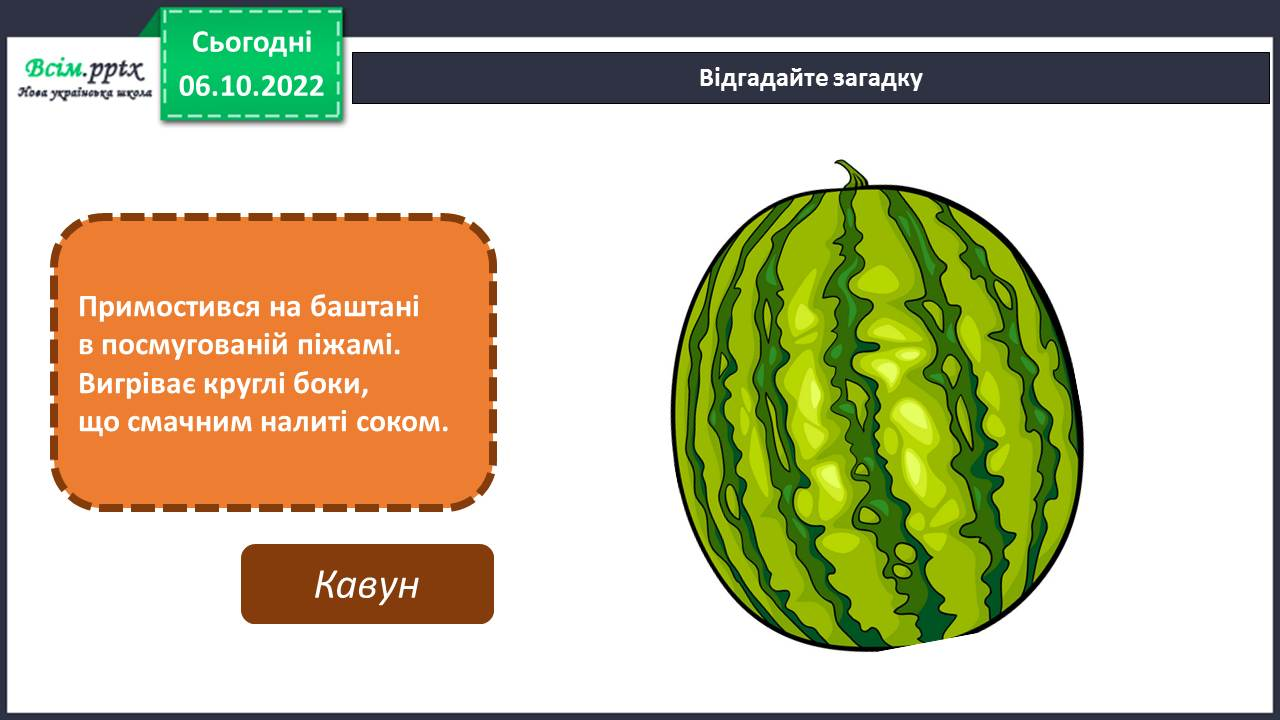 Всім.pptx
Нова українська школа
Сьогодні
06.10.2022
Відгадайте загадку
Примостився на баштані
в посмугованій піжамі.
Вигріває круглі боки,
що смачним налиті соком.
Кавун